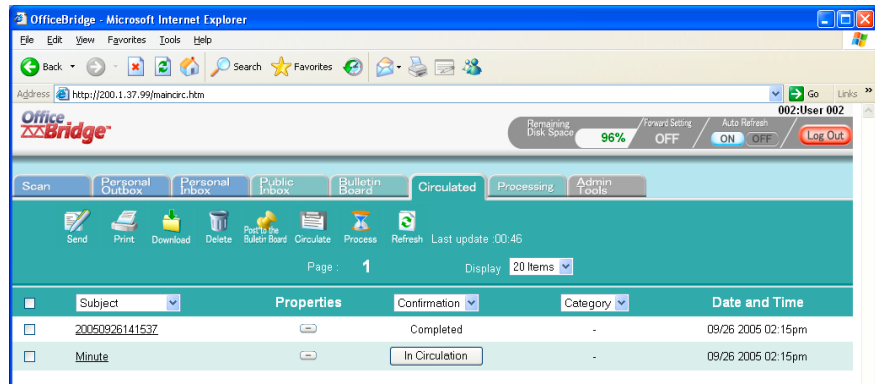 OfficeBridge - Microsoft Internet Explorer
File Edit View Favorites Tools Help
Back Search Favorites
Address http://200.1.37.99/maincirc.htm Go Links »
002:User 002
Office Bridge™
Remaining Disk Space 96% Forward Setting OFF Auto Refresh ON OFF Log Out
Scan Personal Outbox Personal Inbox Public Inbox Bulletin Board Circulated Processing Admin Tools
Send Print Download Delete Post to the Bulletin Board Circulate Process Refresh Last update :00:46
Page : 1 Display 20 Items
Subject Properties Confirmation Category Date and Time
20050926141537 Completed - 09/26 2005 02:15pm
Minute In Circulation - 09/26 2005 02:15pm